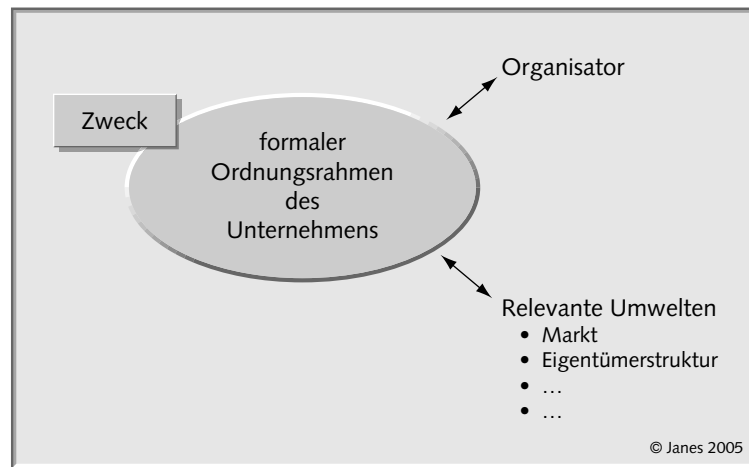 Organisator
Zweck
formaler
Ordnungsrahmen
des
Unternehmens
Relevante Umwelten
• Markt
• Eigentümerstruktur
• …
• …
© Janes 2005